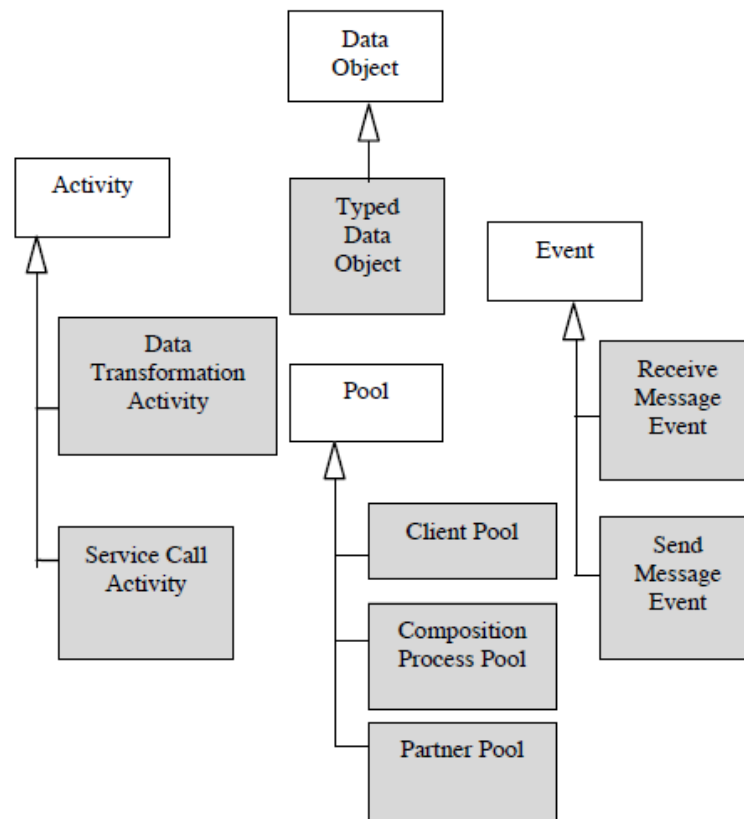 Data
Object
Activity
Typed
Data
Object
Event
Data
Transformation
Activity
Pool
Receive
Message
Event
Service Call
Activity
Client Pool
Send
Message
Event
Composition
Process Pool
Partner Pool